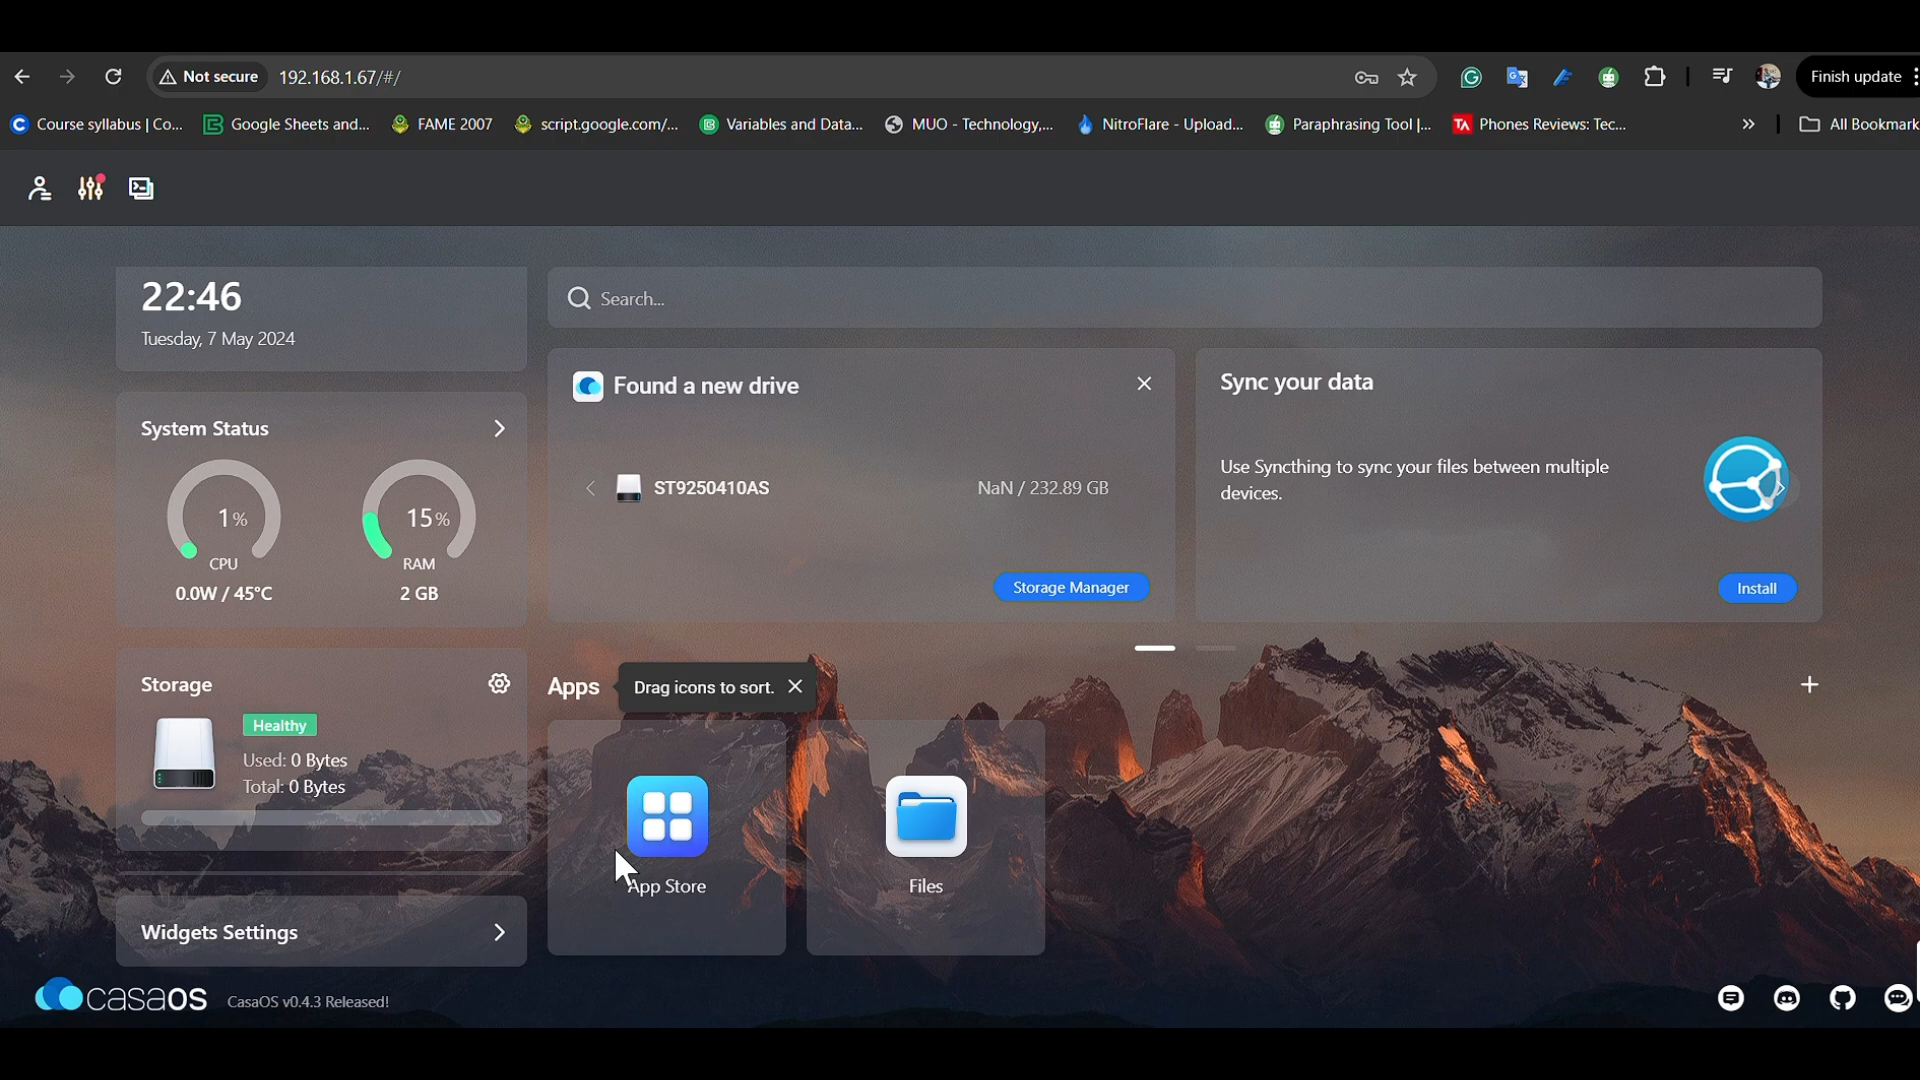 Not secure 192.168.1.67/#/ Finish update
Course syllabus | Co... Google Sheets and... FAME 2007 script.google.com/... Variables and Data... MUO - Technology,... NitroFlare - Upload... Paraphrasing Tool |... TA Phones Reviews: Tec... » All Bookmark
22:46
Tuesday, 7 May 2024
Search...
System Status
1%
CPU
0.0W / 45°C
15%
RAM
2 GB
Found a new drive
ST9250410AS NaN / 232.89 GB
Storage Manager
Sync your data
Use Syncthing to sync your files between multiple
devices.
Install
Storage
Healthy
Used: 0 Bytes
Total: 0 Bytes
Apps
Drag icons to sort.
App Store
Files
Widgets Settings
casaOS
CasaOS v0.4.3 Released!